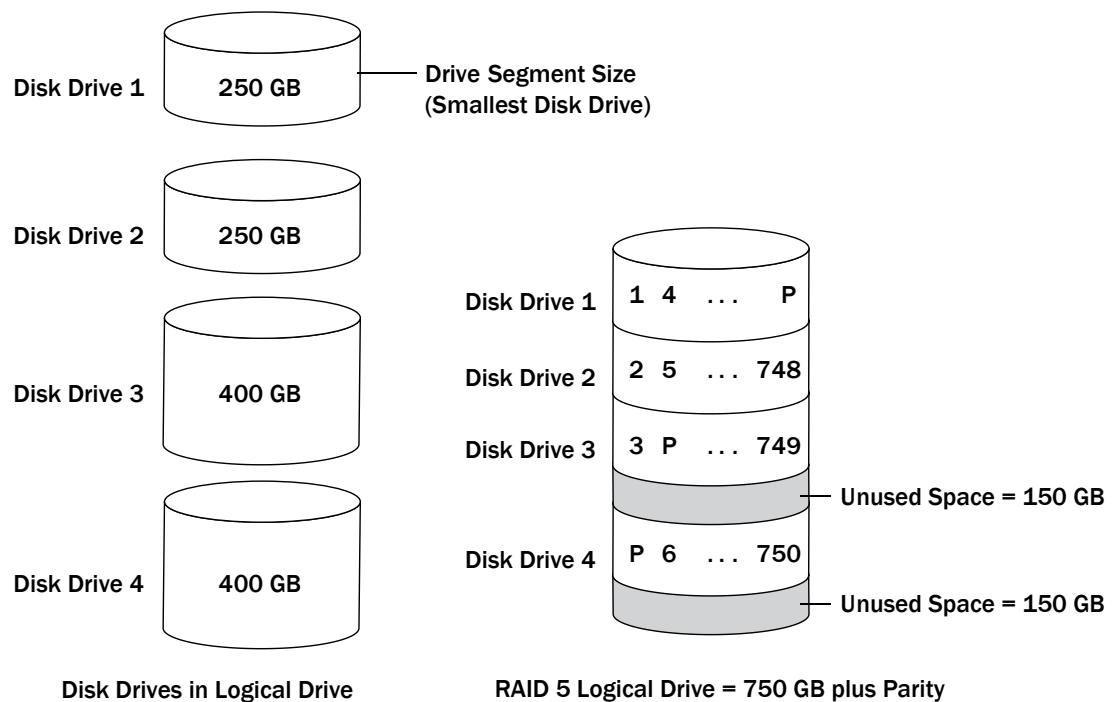 Disk Drive 1
250 GB
Drive Segment Size
(Smallest Disk Drive)
Disk Drive 2
250 GB
Disk Drive 3
400 GB
Disk Drive 4
400 GB
Disk Drives in Logical Drive
Disk Drive 1
1 4 ... P
Disk Drive 2
2 5 ... 748
Disk Drive 3
3 P ... 749
Unused Space = 150 GB
Disk Drive 4
P 6 ... 750
Unused Space = 150 GB
RAID 5 Logical Drive = 750 GB plus Parity